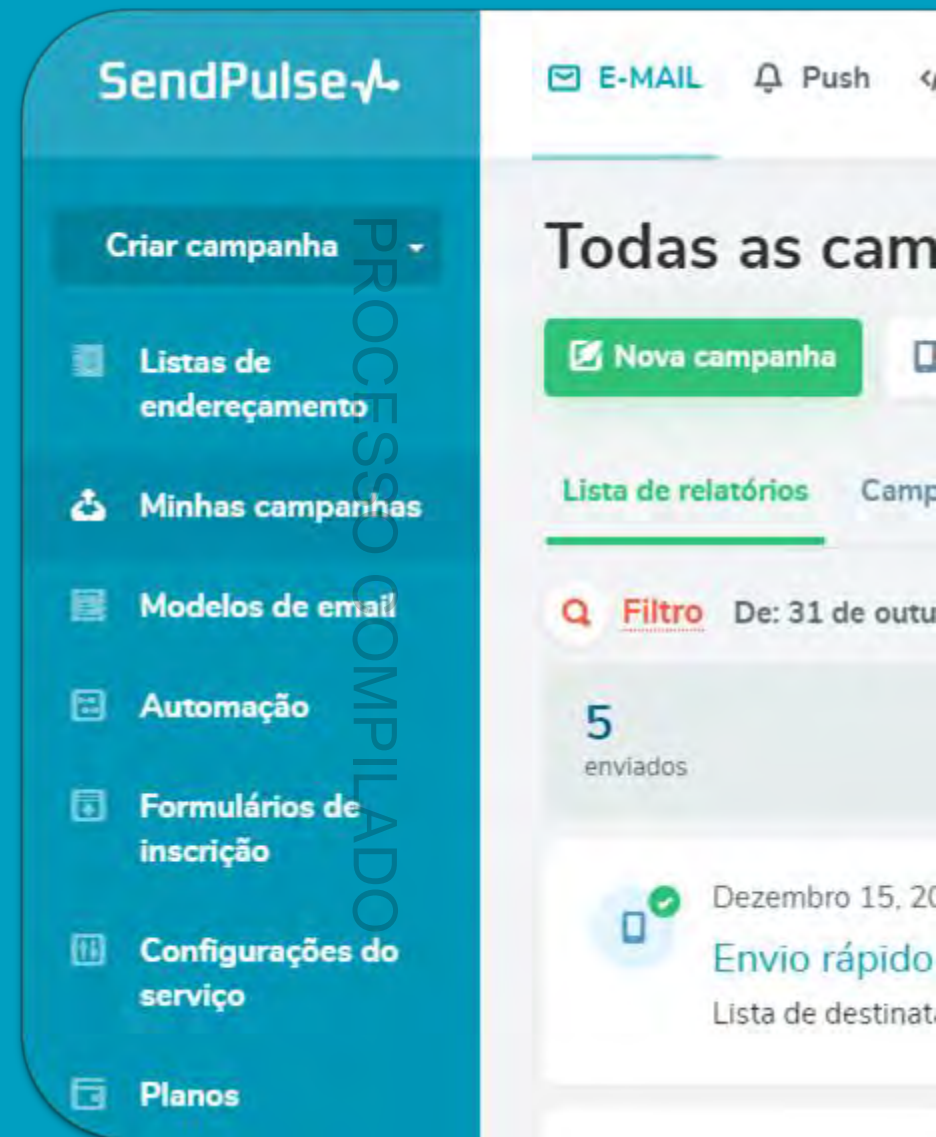 SendPulse
Criar campanha
Listas de
endereçamento
Minhas campanhas
Modelos de email
Automação
Formulários de
inscrição
Configurações do
serviço
Planos
PROCESSO COMPILADO
E-MAIL Push
Todas as cam
Nova campanha
Lista de relatórios Camp
Filtro De: 31 de outu
5
enviados
Dezembro 15, 20
Envio rápido
Lista de destinata